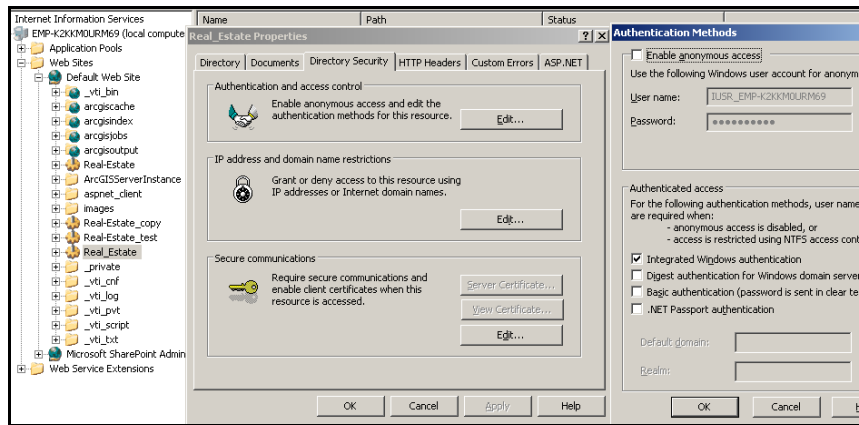 Internet Information Services
EMP-K2KKM0URM69 (local compute
Application Pools
Web Sites
Default Web Site
_vti_bin
arcgiscache
arcgisindex
arcgisjobs
arcgisoutput
Real-Estate
ArcGISServerInstance
aspnet_client
images
Real-Estate_copy
Real-Estate_test
Real_Estate
_private
_vti_cnf
_vti_log
_vti_pvt
_vti_script
_vti_txt
Microsoft SharePoint Admin
Web Service Extensions
Name Path Status
Real_Estate Properties
Directory Documents Directory Security HTTP Headers Custom Errors ASP.NET
Authentication and access control
Enable anonymous access and edit the
authentication methods for this resource.
Edit...
IP address and domain name restrictions
Grant or deny access to this resource using
IP addresses or Internet domain names.
Edit...
Secure communications
Require secure communications and
enable client certificates when this
resource is accessed.
Server Certificate...
View Certificate...
Edit...
OK Cancel Apply Help
Authentication Methods
Enable anonymous access
Use the following Windows user account for anonym
User name: IUSR_EMP-K2KKM0URM69
Password:
Authenticated access
For the following authentication methods, user name
are required when:
- anonymous access is disabled, or
- access is restricted using NTFS access cont
Integrated Windows authentication
Digest authentication for Windows domain server
Basic authentication (password is sent in clear te
.NET Passport authentication
Default domain:
Realm:
OK Cancel